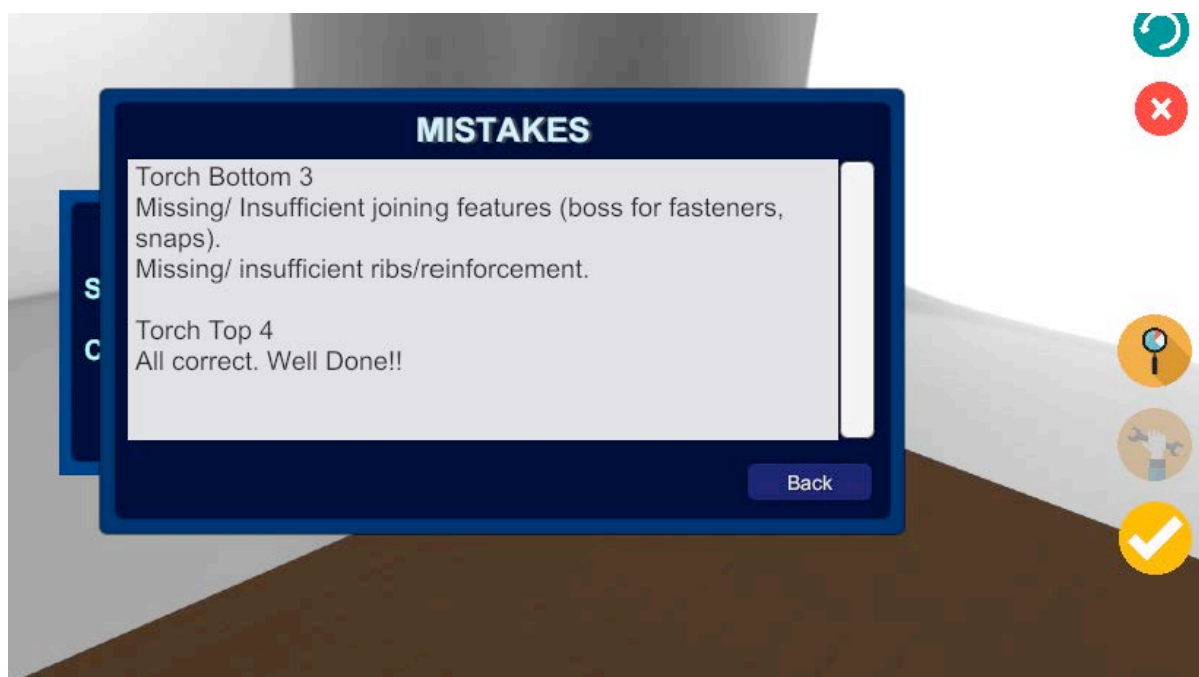 MISTAKES
Torch Bottom 3
Missing/ Insufficient joining features (boss for fasteners,
snaps).
Missing/ insufficient ribs/reinforcement.
S
Torch Top 4
C
All correct. Well Done!!
Back